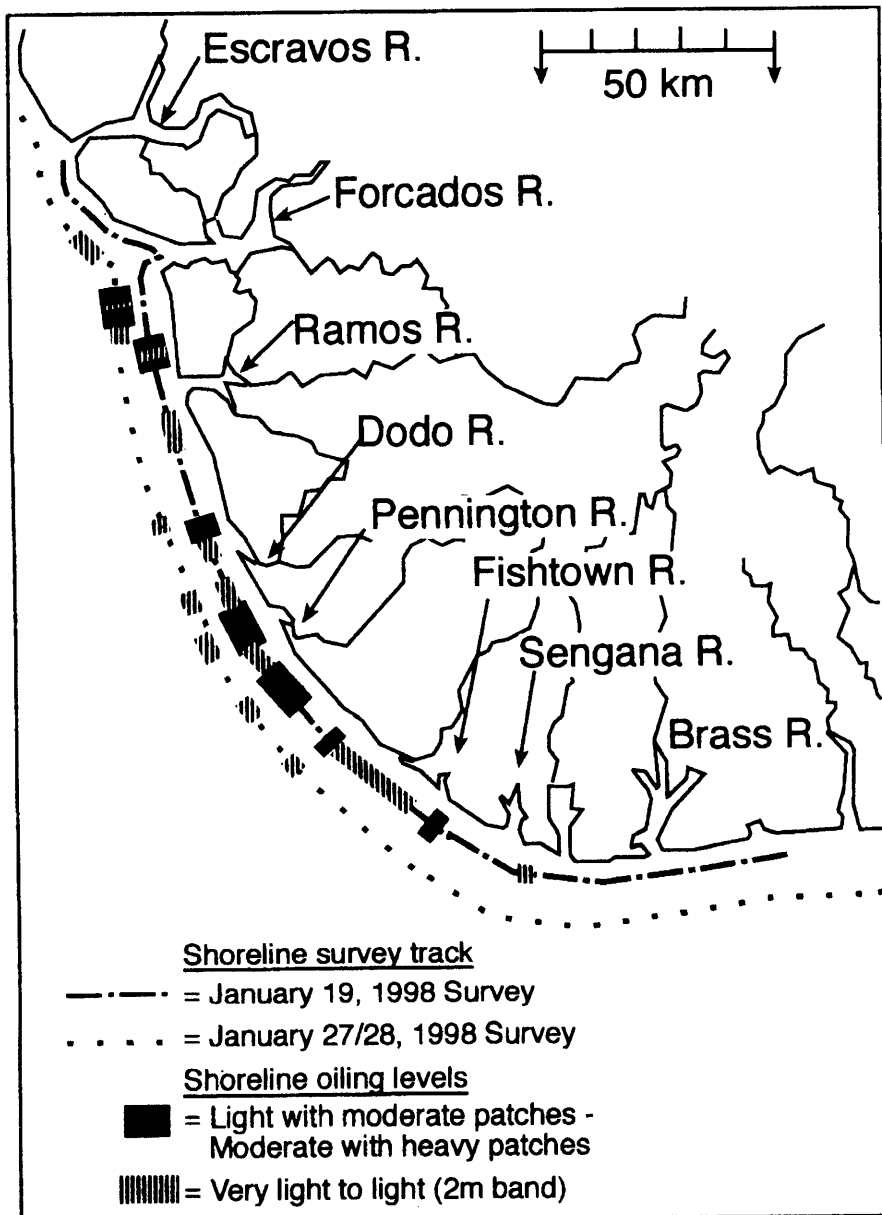 Escravos R.
50 km
Forcados R.
Ramos R.
Dodo R.
Pennington R.
Fishtown R.
Sengana R.
Brass R.
Shoreline survey track
= January 19, 1998 Survey
= January 27/28, 1998 Survey
Shoreline oiling levels
= Light with moderate patches -
Moderate with heavy patches
= Very light to light (2m band)